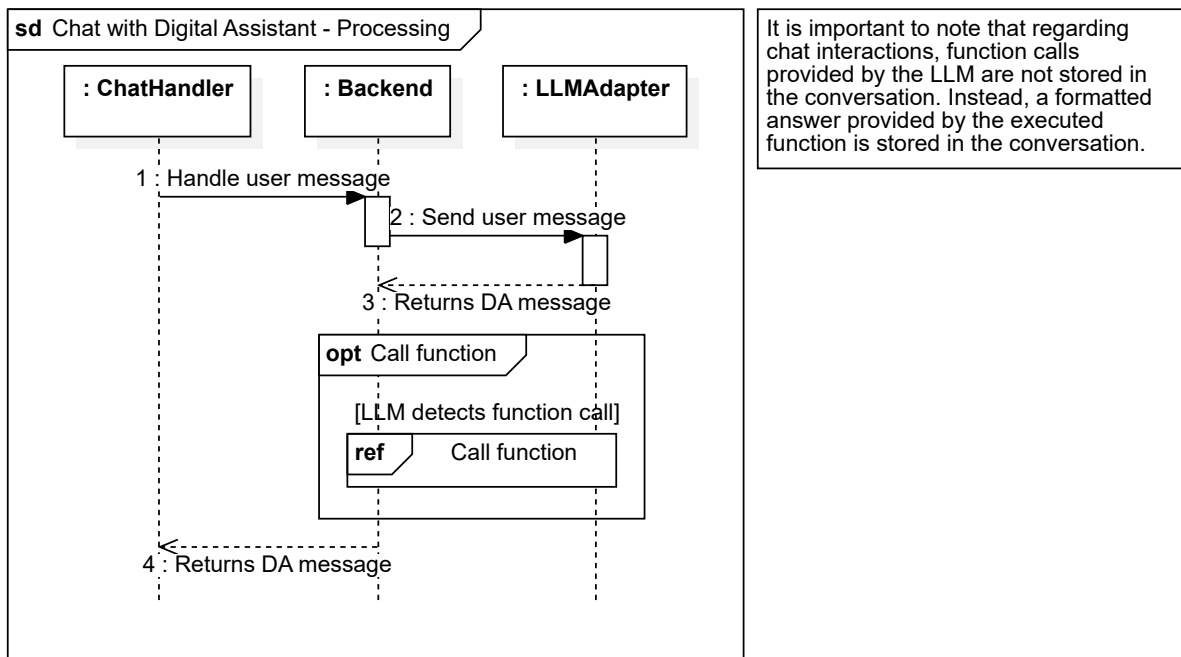 sd Chat with Digital Assistant - Processing
: ChatHandler
: Backend
: LLMAdapter
1 : Handle user message
2 : Send user message
3 : Returns DA message
opt Call function
[LLM detects function call]
ref Call function
4 : Returns DA message
It is important to note that regarding
chat interactions, function calls
provided by the LLM are not stored in
the conversation. Instead, a formatted
answer provided by the executed
function is stored in the conversation.